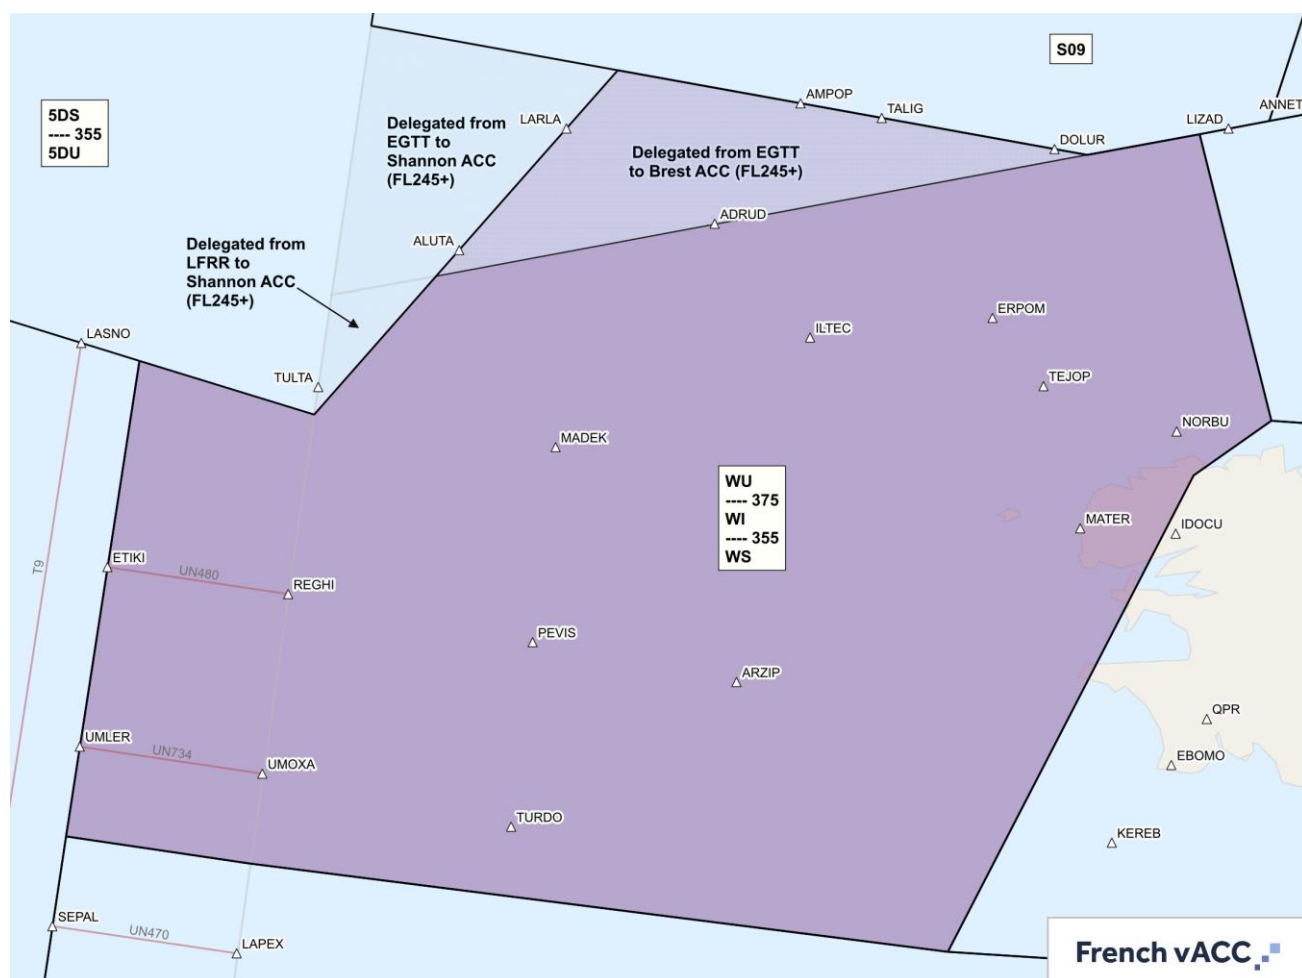 S09
5DS
---- 355
5DU
AMPOP
TALIG
ANNET
LIZAD
LARLA
Delegated from
EGTT to
Shannon ACC
(FL245+)
DOLUR
Delegated from EGTT
to Brest ACC (FL245+)
ADRUD
ALUTA
Delegated from
LFRR to
Shannon ACC
(FL245+)
ERPOM
ILTEC
LASNO
TULTA
TEJOP
NORBU
MADEK
WU
---- 375
WI
---- 355
WS
MATER
IDOCU
T9
ETIKI
UN480
REGHI
PEVIS
ARZIP
QPR
UMLER
UN734
UMOXA
EBOMO
TURDO
KEREB
SEPAL
UN470
LAPEX
French vACC